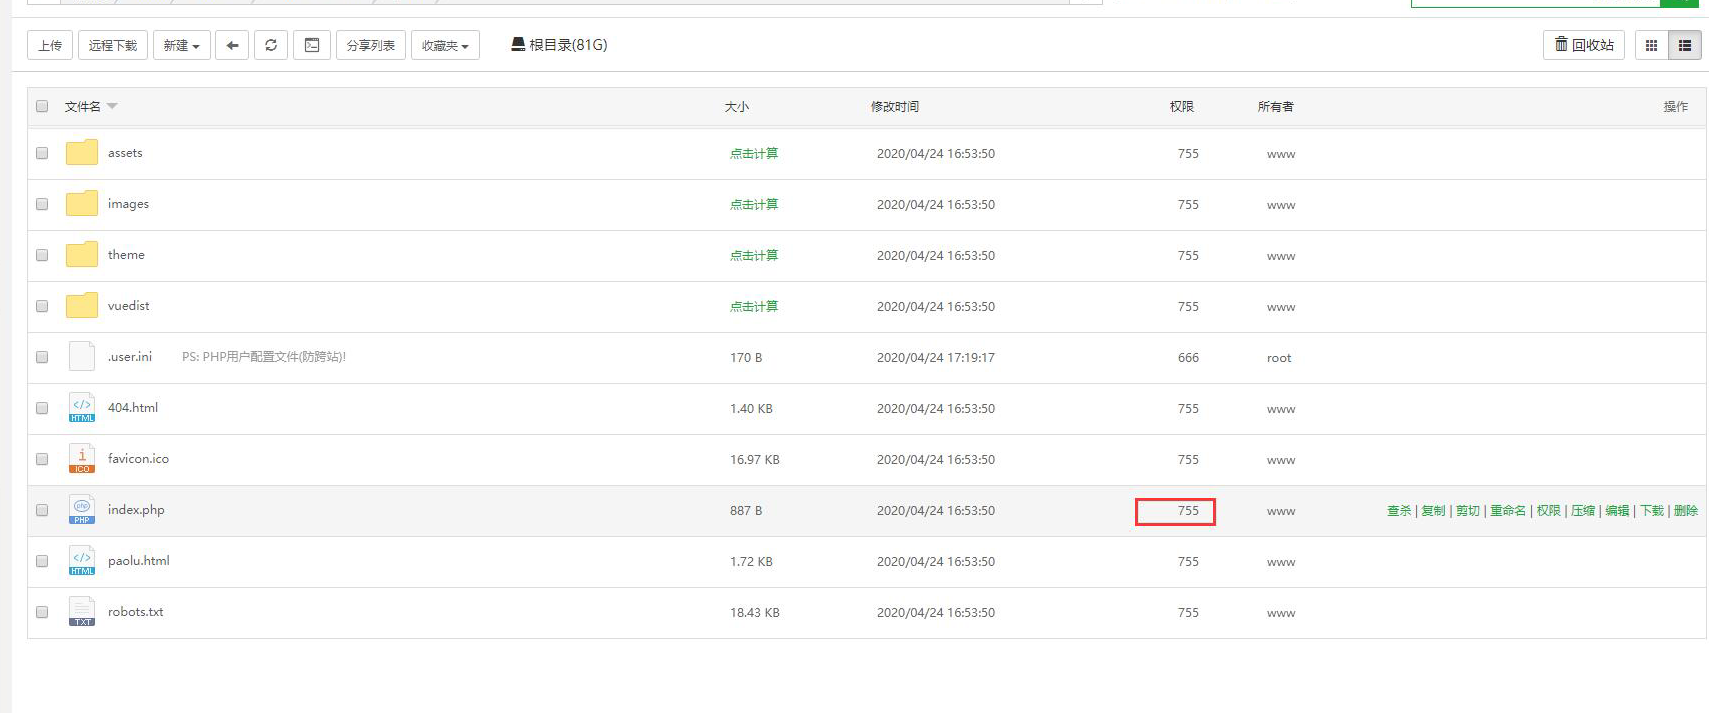 上传 远程下载 新建 分享列表 收藏夹 根目录(81G) 回收站
文件名 大小 修改时间 权限 所有者 操作
assets 点击计算 2020/04/24 16:53:50 755 www
images 点击计算 2020/04/24 16:53:50 755 www
theme 点击计算 2020/04/24 16:53:50 755 www
vuedist 点击计算 2020/04/24 16:53:50 755 www
.user.ini PS: PHP用户配置文件(防跨站)! 170 B 2020/04/24 17:19:17 666 root
</> HTML 404.html 1.40 KB 2020/04/24 16:53:50 755 www
i ICO favicon.ico 16.97 KB 2020/04/24 16:53:50 755 www
php PHP index.php 887 B 2020/04/24 16:53:50 755 www 查杀 | 复制 | 剪切 | 重命名 | 权限 | 压缩 | 编辑 | 下载 | 删除
</> HTML paolu.html 1.72 KB 2020/04/24 16:53:50 755 www
TXT robots.txt 18.43 KB 2020/04/24 16:53:50 755 www